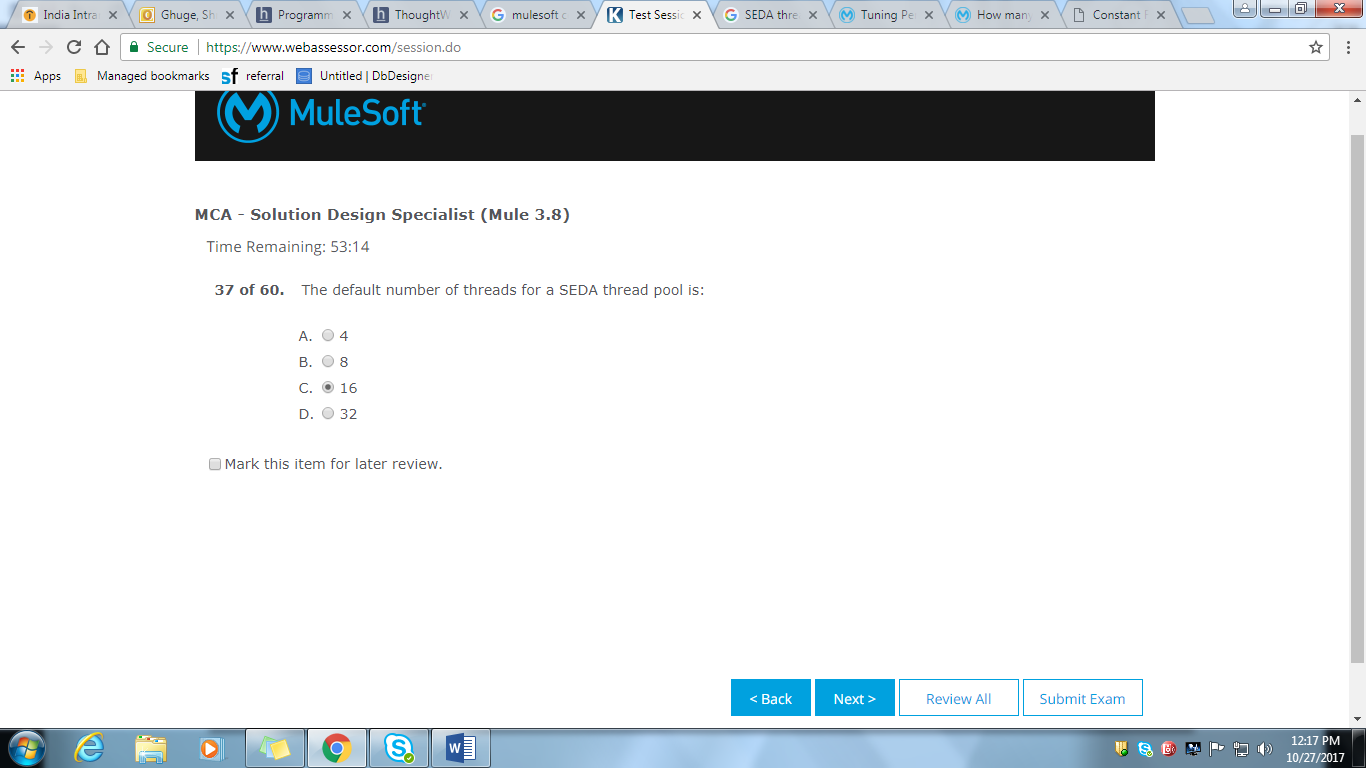 India Intra
Ghuge, Sh
Programm
ThoughtW
mulesoft c
Test Sessic
SEDA thre
Tuning Pe
How many
Constant
Secure https://www.webassessor.com/session.do
Apps Managed bookmarks sf referral Untitled | DbDesigner
MuleSoft
MCA - Solution Design Specialist (Mule 3.8)
Time Remaining: 53:14
37 of 60. The default number of threads for a SEDA thread pool is:
A. 4
B. 8
C. 16
D. 32
Mark this item for later review.
< Back Next > Review All Submit Exam
12:17 PM
10/27/2017